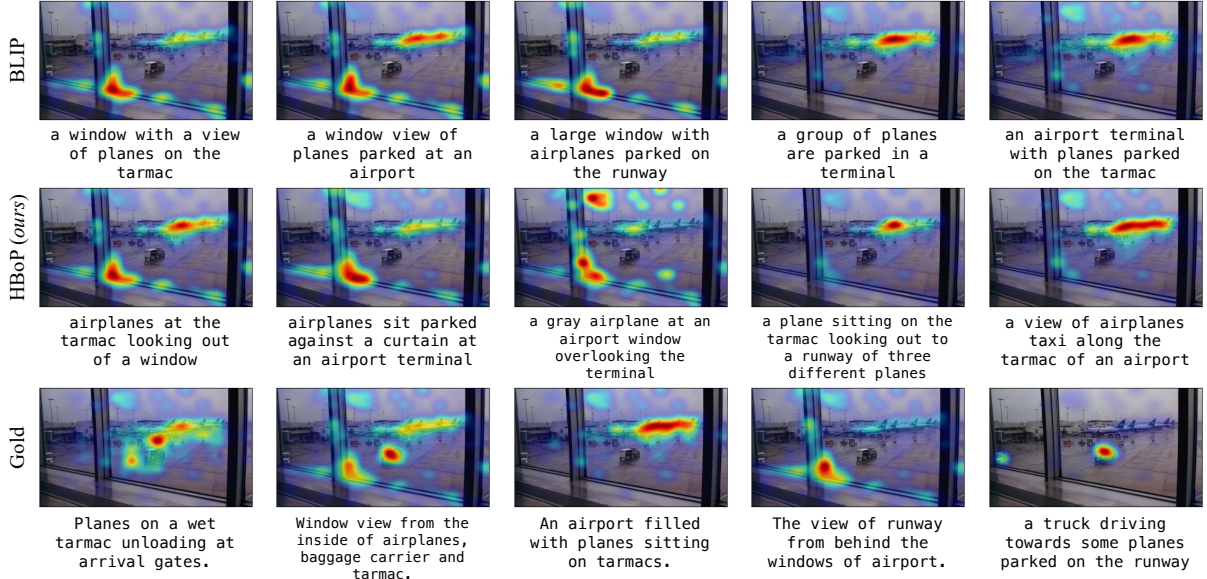 BLIP
a window with a view
of planes on the
tarmac
a window view of
planes parked at an
airport
a large window with
airplanes parked on
the runway
a group of planes
are parked in a
terminal
an airport terminal
with planes parked
on the tarmac
HBoP (ours)
airplanes at the
tarmac looking out
of a window
airplanes sit parked
against a curtain at
an airport terminal
a gray airplane at an
airport window
overlooking the
terminal
a plane sitting on the
tarmac looking out to
a runway of three
different planes
a view of airplanes
taxi along the
tarmac of an airport
Gold
Planes on a wet
tarmac unloading at
arrival gates.
Window view from the
inside of airplanes,
baggage carrier and
tarmac.
An airport filled
with planes sitting
on tarmacs.
The view of runway
from behind the
windows of airport.
a truck driving
towards some planes
parked on the runway